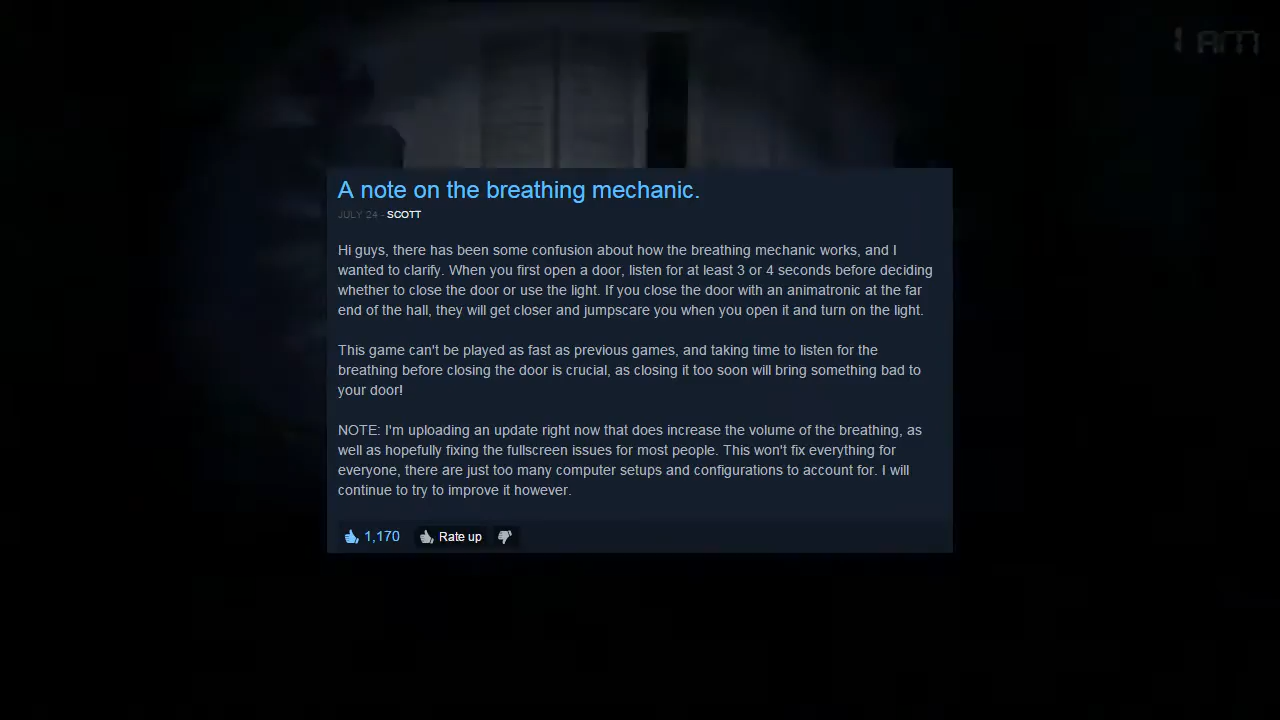 I AM
A note on the breathing mechanic.
JULY 24 - SCOTT
Hi guys, there has been some confusion about how the breathing mechanic works, and I
wanted to clarify. When you first open a door, listen for at least 3 or 4 seconds before deciding
whether to close the door or use the light. If you close the door with an animatronic at the far
end of the hall, they will get closer and jumpscare you when you open it and turn on the light.
This game can't be played as fast as previous games, and taking time to listen for the
breathing before closing the door is crucial, as closing it too soon will bring something bad to
your door!
NOTE: I'm uploading an update right now that does increase the volume of the breathing, as
well as hopefully fixing the fullscreen issues for most people. This won't fix everything for
everyone, there are just too many computer setups and configurations to account for. I will
continue to try to improve it however.
1,170 Rate up